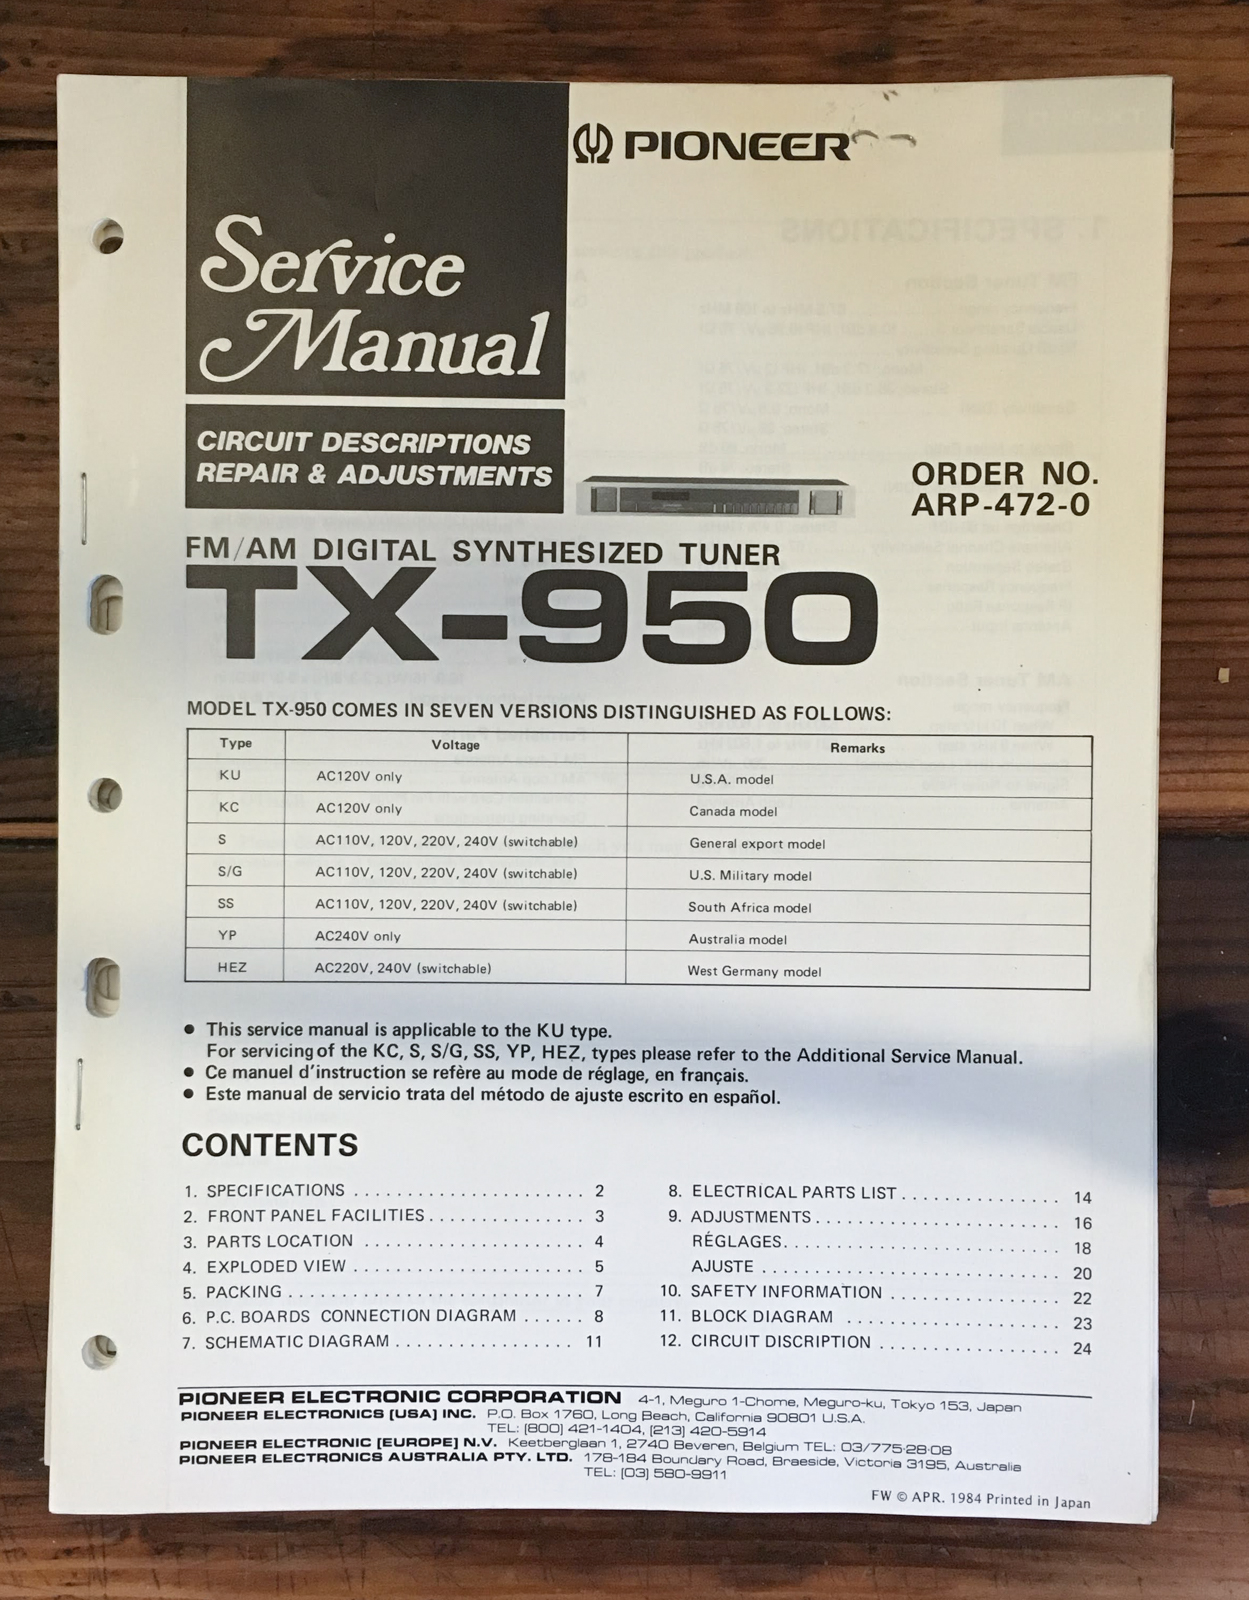 PIONEER
Service
Manual
CIRCUIT DESCRIPTIONS
REPAIR & ADJUSTMENTS
ORDER NO.
ARP-472-0
FM/AM DIGITAL SYNTHESIZED TUNER
TX-950
MODEL TX-950 COMES IN SEVEN VERSIONS DISTINGUISHED AS FOLLOWS:
Type Voltage Remarks
KU AC120V only U.S.A. model
KC AC120V only Canada model
S AC110V, 120V, 220V, 240V (switchable) General export model
S/G AC110V, 120V, 220V, 240V (switchable) U.S. Military model
SS AC110V, 120V, 220V, 240V (switchable) South Africa model
YP AC240V only Australia model
HEZ AC220V, 240V (switchable) West Germany model
● This service manual is applicable to the KU type.
For servicing of the KC, S, S/G, SS, YP, HEZ, types please refer to the Additional Service Manual.
● Ce manuel d'instruction se refère au mode de réglage, en français.
● Este manual de servicio trata del método de ajuste escrito en español.
CONTENTS
1. SPECIFICATIONS ...................... 2
2. FRONT PANEL FACILITIES ............... 3
3. PARTS LOCATION ..................... 4
4. EXPLODED VIEW ...................... 5
5. PACKING ............................ 7
6. P.C. BOARDS CONNECTION DIAGRAM ...... 8
7. SCHEMATIC DIAGRAM ................. 11
8. ELECTRICAL PARTS LIST ............... 14
9. ADJUSTMENTS ....................... 16
RÉGLAGES .......................... 18
AJUSTE ............................ 20
10. SAFETY INFORMATION ................ 22
11. BLOCK DIAGRAM .................... 23
12. CIRCUIT DISCRIPTION ................. 24
PIONEER ELECTRONIC CORPORATION 4-1, Meguro 1-Chome, Meguro-ku, Tokyo 153, Japan
PIONEER ELECTRONICS [USA] INC. P.O. Box 1760, Long Beach, California 90801 U.S.A.
TEL: [800] 421-1404, [213] 420-5914
PIONEER ELECTRONIC [EUROPE] N.V. Keetberglaan 1, 2740 Beveren, Belgium TEL: 03/775·28·08
PIONEER ELECTRONICS AUSTRALIA PTY. LTD. 178-184 Boundary Road, Braeside, Victoria 3195, Australia
TEL: [03] 580-9911
FW © APR. 1984 Printed in Japan